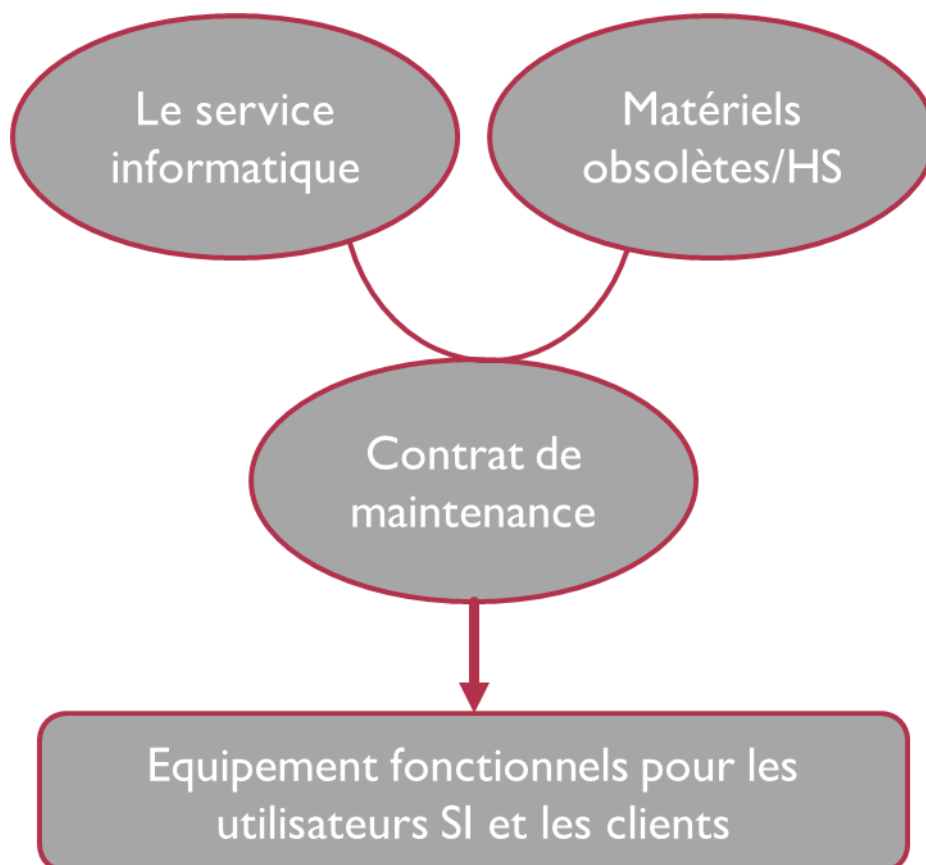 Le service
informatique
Matériels
obsolètes/HS
Contrat de
maintenance
Equipement fonctionnels pour les
utilisateurs SI et les clients